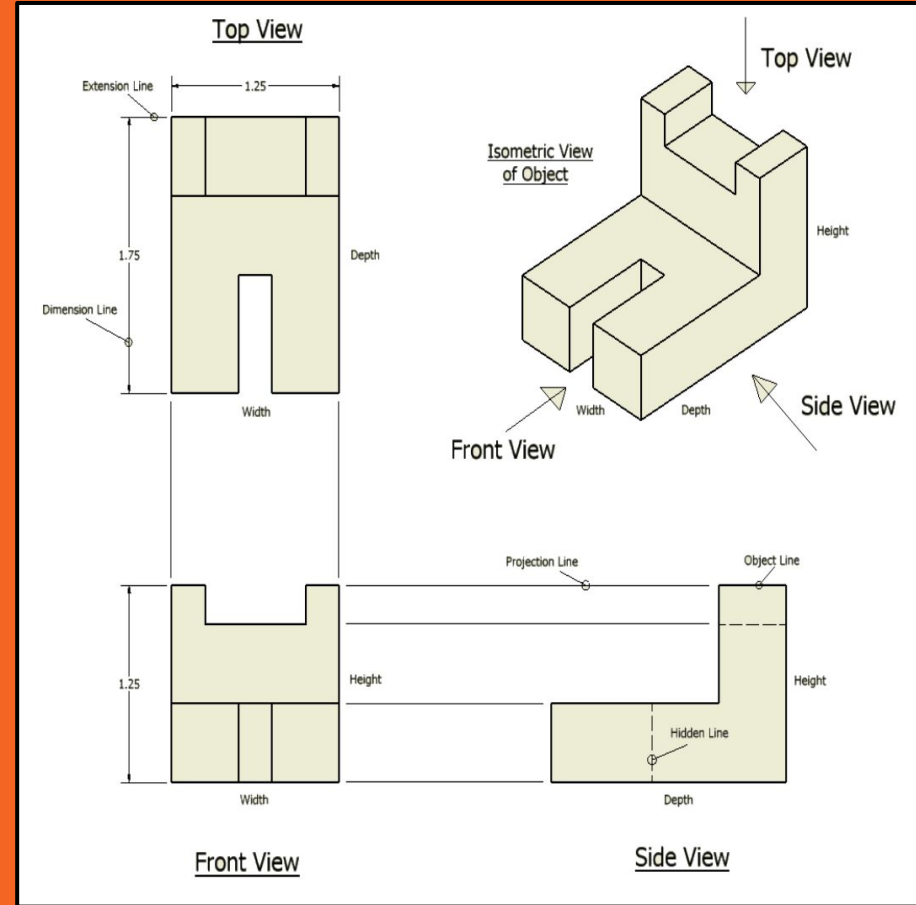 Top View
Extension Line
1.25
1.75
Depth
Dimension Line
Width
Top View
Isometric View
of Object
Height
Width
Depth
Side View
Front View
Projection Line
Object Line
1.25
Height
Width
Front View
Height
Hidden Line
Depth
Side View